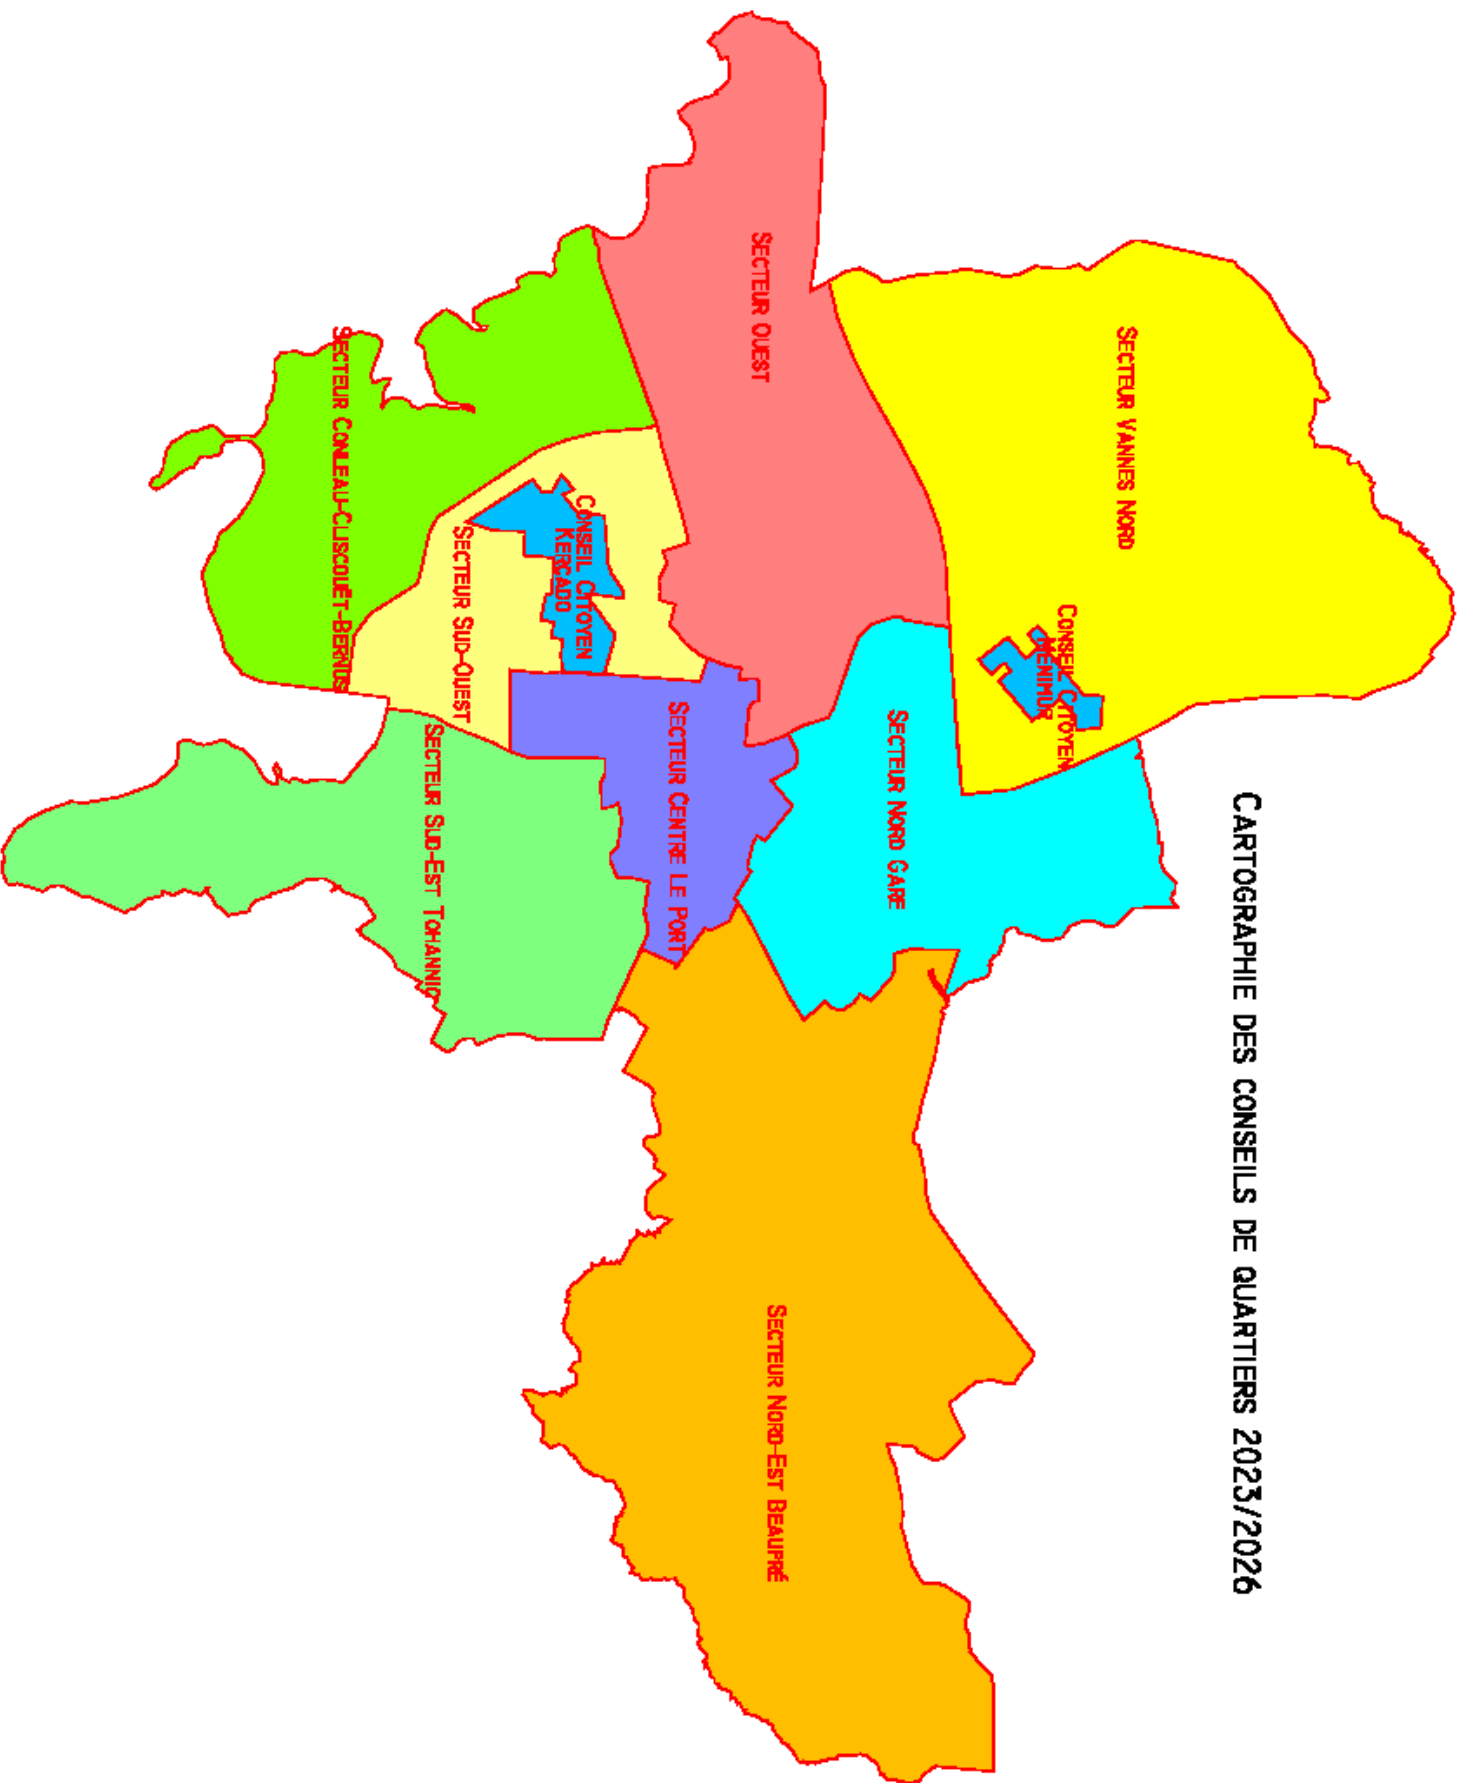 CARTOGRAPHIE DES CONSEILS DE QUARTIERS 2023/2026
SECTEUR VANNES NORD
CONSEIL CITOYEN
MENIMUR
SECTEUR NORD GARE
SECTEUR OUEST
SECTEUR NORD-EST BEAUPRÉ
SECTEUR CENTRE LE PORT
CONSEIL CITOYEN
KERCADO
SECTEUR SUD-OUEST
SECTEUR SUD-EST TOHANNIC
SECTEUR CONLEAU-CLISCOUËT-BERNUS